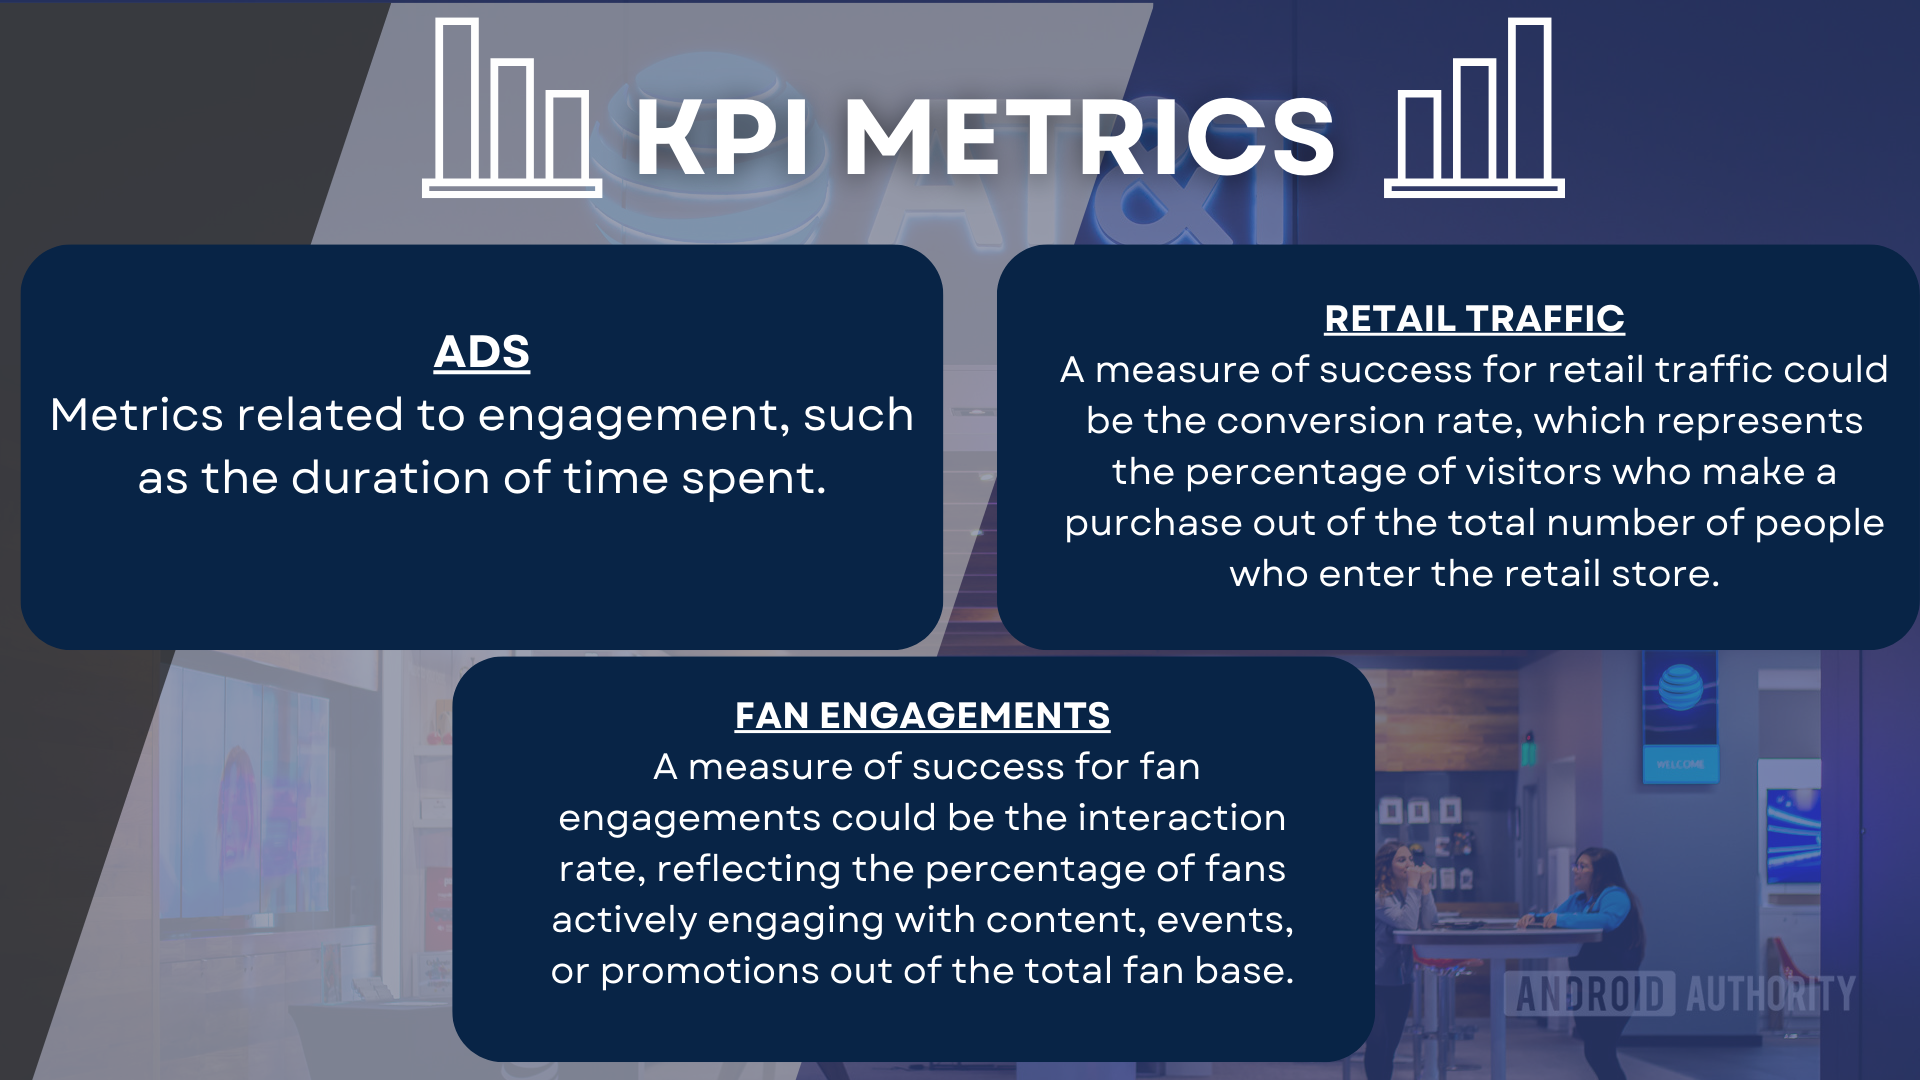 KPI METRICS
AT&T
ADS
Metrics related to engagement, such
as the duration of time spent.
RETAIL TRAFFIC
A measure of success for retail traffic could
be the conversion rate, which represents
the percentage of visitors who make a
purchase out of the total number of people
who enter the retail store.
FAN ENGAGEMENTS
A measure of success for fan
engagements could be the interaction
rate, reflecting the percentage of fans
actively engaging with content, events,
or promotions out of the total fan base.
WELCOME
ANDROID AUTHORITY